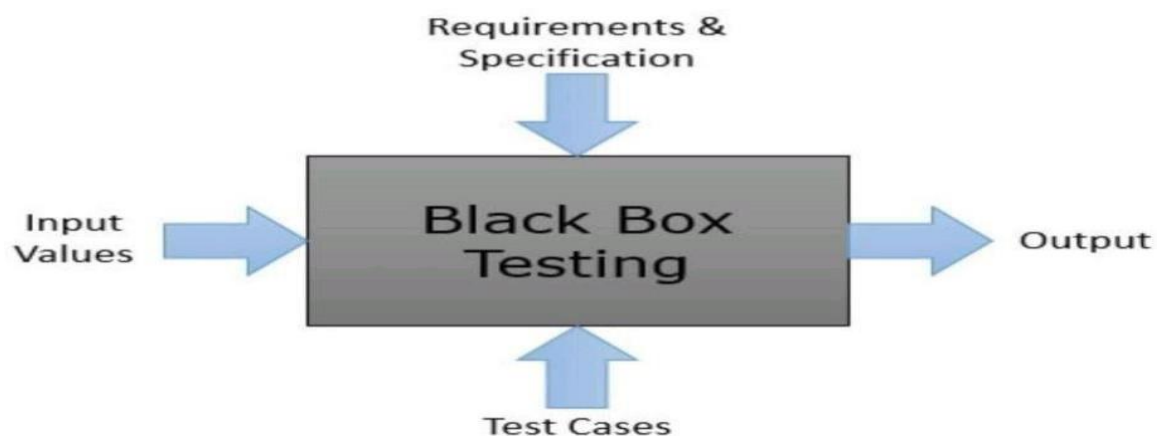 Requirements &
Specification
Input
Values
Black Box
Testing
Output
Test Cases